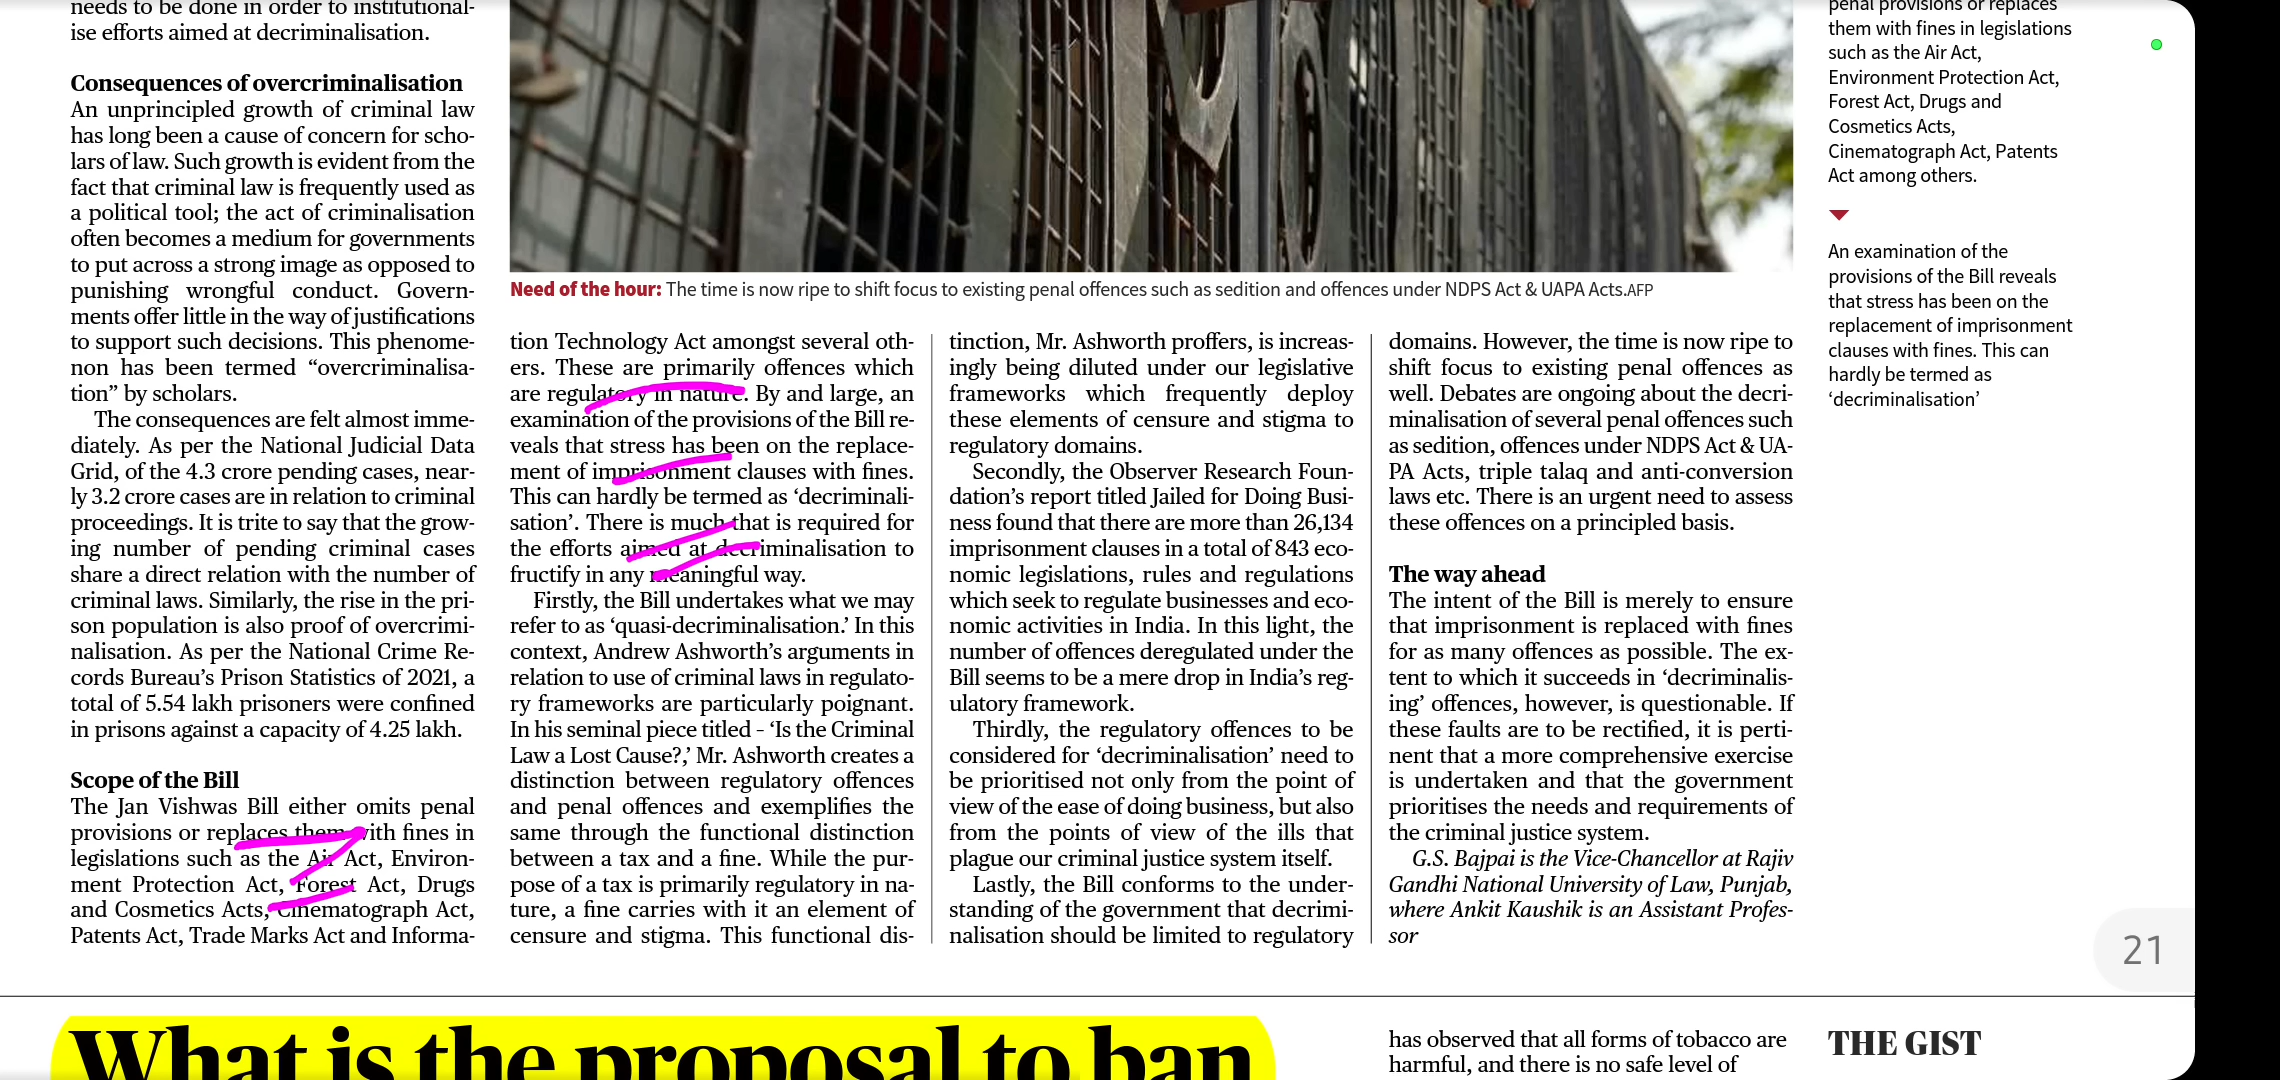 needs to be done in order to institutional-
ise efforts aimed at decriminalisation.
Consequences of overcriminalisation
An unprincipled growth of criminal law
has long been a cause of concern for scho-
lars of law. Such growth is evident from the
fact that criminal law is frequently used as
a political tool; the act of criminalisation
often becomes a medium for governments
to put across a strong image as opposed to
punishing wrongful conduct. Govern-
ments offer little in the way of justifications
to support such decisions. This phenome-
non has been termed “overcriminalisa-
tion” by scholars.
The consequences are felt almost imme-
diately. As per the National Judicial Data
Grid, of the 4.3 crore pending cases, near-
ly 3.2 crore cases are in relation to criminal
proceedings. It is trite to say that the grow-
ing number of pending criminal cases
share a direct relation with the number of
criminal laws. Similarly, the rise in the pri-
son population is also proof of overcrimi-
nalisation. As per the National Crime Re-
cords Bureau’s Prison Statistics of 2021, a
total of 5.54 lakh prisoners were confined
in prisons against a capacity of 4.25 lakh.
Scope of the Bill
The Jan Vishwas Bill either omits penal
provisions or replaces them with fines in
legislations such as the Air Act, Environ-
ment Protection Act, Forest Act, Drugs
and Cosmetics Acts, Cinematograph Act,
Patents Act, Trade Marks Act and Informa-
Need of the hour: The time is now ripe to shift focus to existing penal offences such as sedition and offences under NDPS Act & UAPA Acts.AFP
tion Technology Act amongst several oth-
ers. These are primarily offences which
are regulatory in nature. By and large, an
examination of the provisions of the Bill re-
veals that stress has been on the replace-
ment of imprisonment clauses with fines.
This can hardly be termed as ‘decriminali-
sation’. There is much that is required for
the efforts aimed at decriminalisation to
fructify in any meaningful way.
Firstly, the Bill undertakes what we may
refer to as ‘quasi-decriminalisation.’ In this
context, Andrew Ashworth’s arguments in
relation to use of criminal laws in regulato-
ry frameworks are particularly poignant.
In his seminal piece titled – ‘Is the Criminal
Law a Lost Cause?,’ Mr. Ashworth creates a
distinction between regulatory offences
and penal offences and exemplifies the
same through the functional distinction
between a tax and a fine. While the pur-
pose of a tax is primarily regulatory in na-
ture, a fine carries with it an element of
censure and stigma. This functional dis-
tinction, Mr. Ashworth proffers, is increas-
ingly being diluted under our legislative
frameworks which frequently deploy
these elements of censure and stigma to
regulatory domains.
Secondly, the Observer Research Foun-
dation’s report titled Jailed for Doing Busi-
ness found that there are more than 26,134
imprisonment clauses in a total of 843 eco-
nomic legislations, rules and regulations
which seek to regulate businesses and eco-
nomic activities in India. In this light, the
number of offences deregulated under the
Bill seems to be a mere drop in India’s reg-
ulatory framework.
Thirdly, the regulatory offences to be
considered for ‘decriminalisation’ need to
be prioritised not only from the point of
view of the ease of doing business, but also
from the points of view of the ills that
plague our criminal justice system itself.
Lastly, the Bill conforms to the under-
standing of the government that decrimi-
nalisation should be limited to regulatory
domains. However, the time is now ripe to
shift focus to existing penal offences as
well. Debates are ongoing about the decri-
minalisation of several penal offences such
as sedition, offences under NDPS Act & UA-
PA Acts, triple talaq and anti-conversion
laws etc. There is an urgent need to assess
these offences on a principled basis.
The way ahead
The intent of the Bill is merely to ensure
that imprisonment is replaced with fines
for as many offences as possible. The ex-
tent to which it succeeds in ‘decriminalis-
ing’ offences, however, is questionable. If
these faults are to be rectified, it is perti-
nent that a more comprehensive exercise
is undertaken and that the government
prioritises the needs and requirements of
the criminal justice system.
G.S. Bajpai is the Vice-Chancellor at Rajiv
Gandhi National University of Law, Punjab,
where Ankit Kaushik is an Assistant Profes-
sor
penal provisions or replaces
them with fines in legislations
such as the Air Act,
Environment Protection Act,
Forest Act, Drugs and
Cosmetics Acts,
Cinematograph Act, Patents
Act among others.
An examination of the
provisions of the Bill reveals
that stress has been on the
replacement of imprisonment
clauses with fines. This can
hardly be termed as
‘decriminalisation’
21
What is the proposal to ban
has observed that all forms of tobacco are
harmful, and there is no safe level of
THE GIST